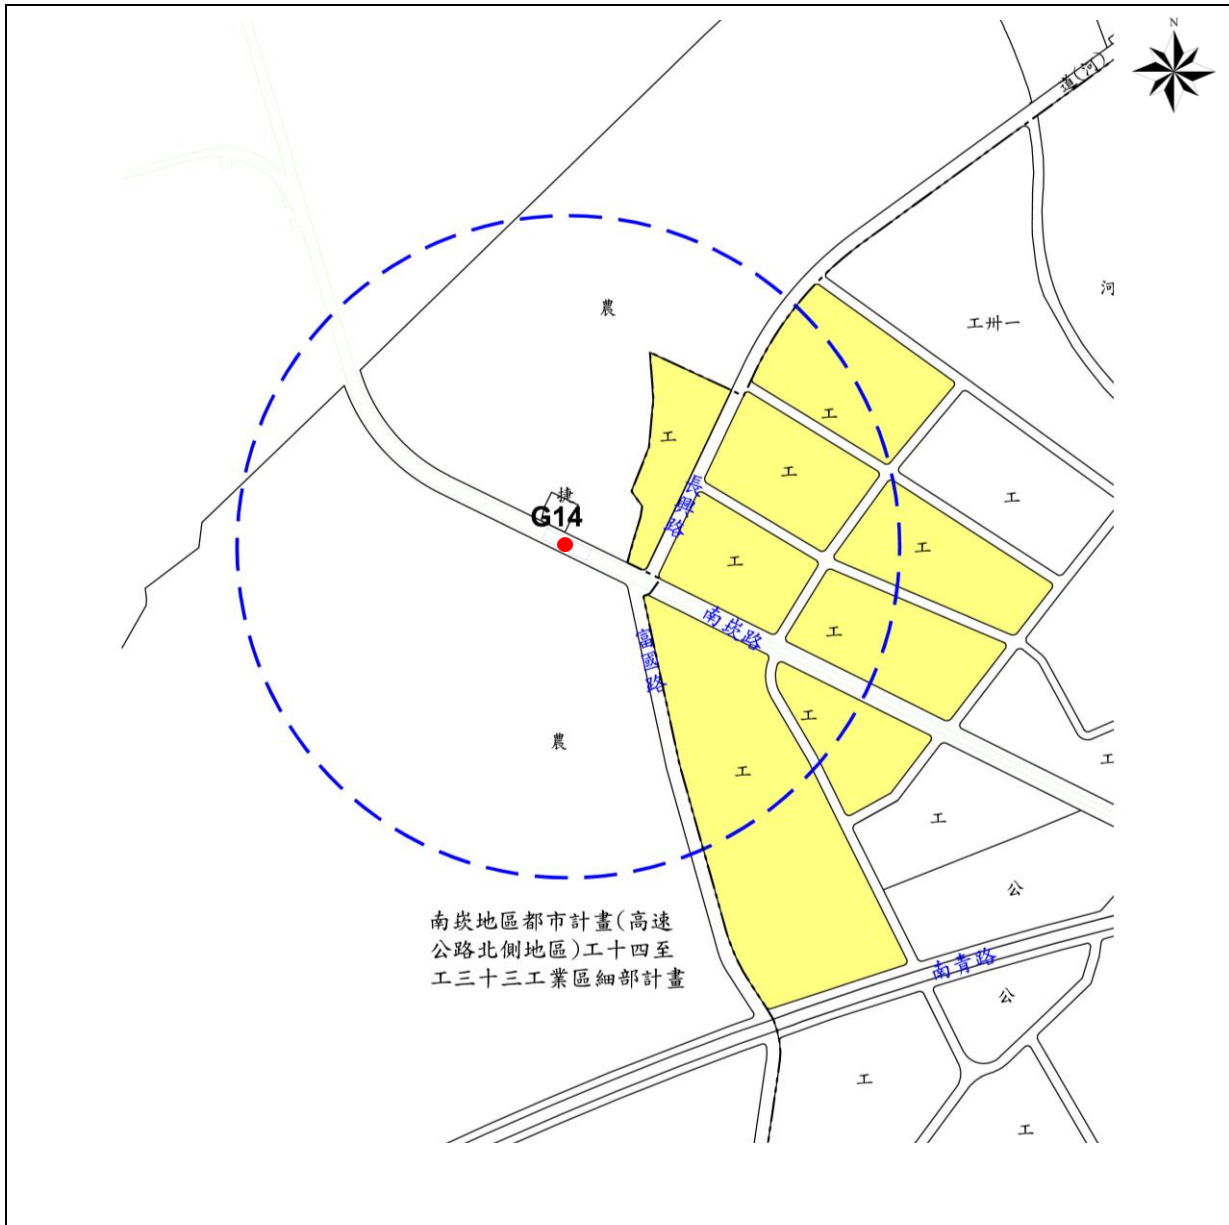 N
道(河)
河
農
工卅一
工
工
工
工
長興路
捷
G14
工
工
工
南崁路
富國路
工
工
農
工
工
公
南崁地區都市計畫(高速
公路北側地區)工十四至
工三十三工業區細部計畫
南青路
公
工
工